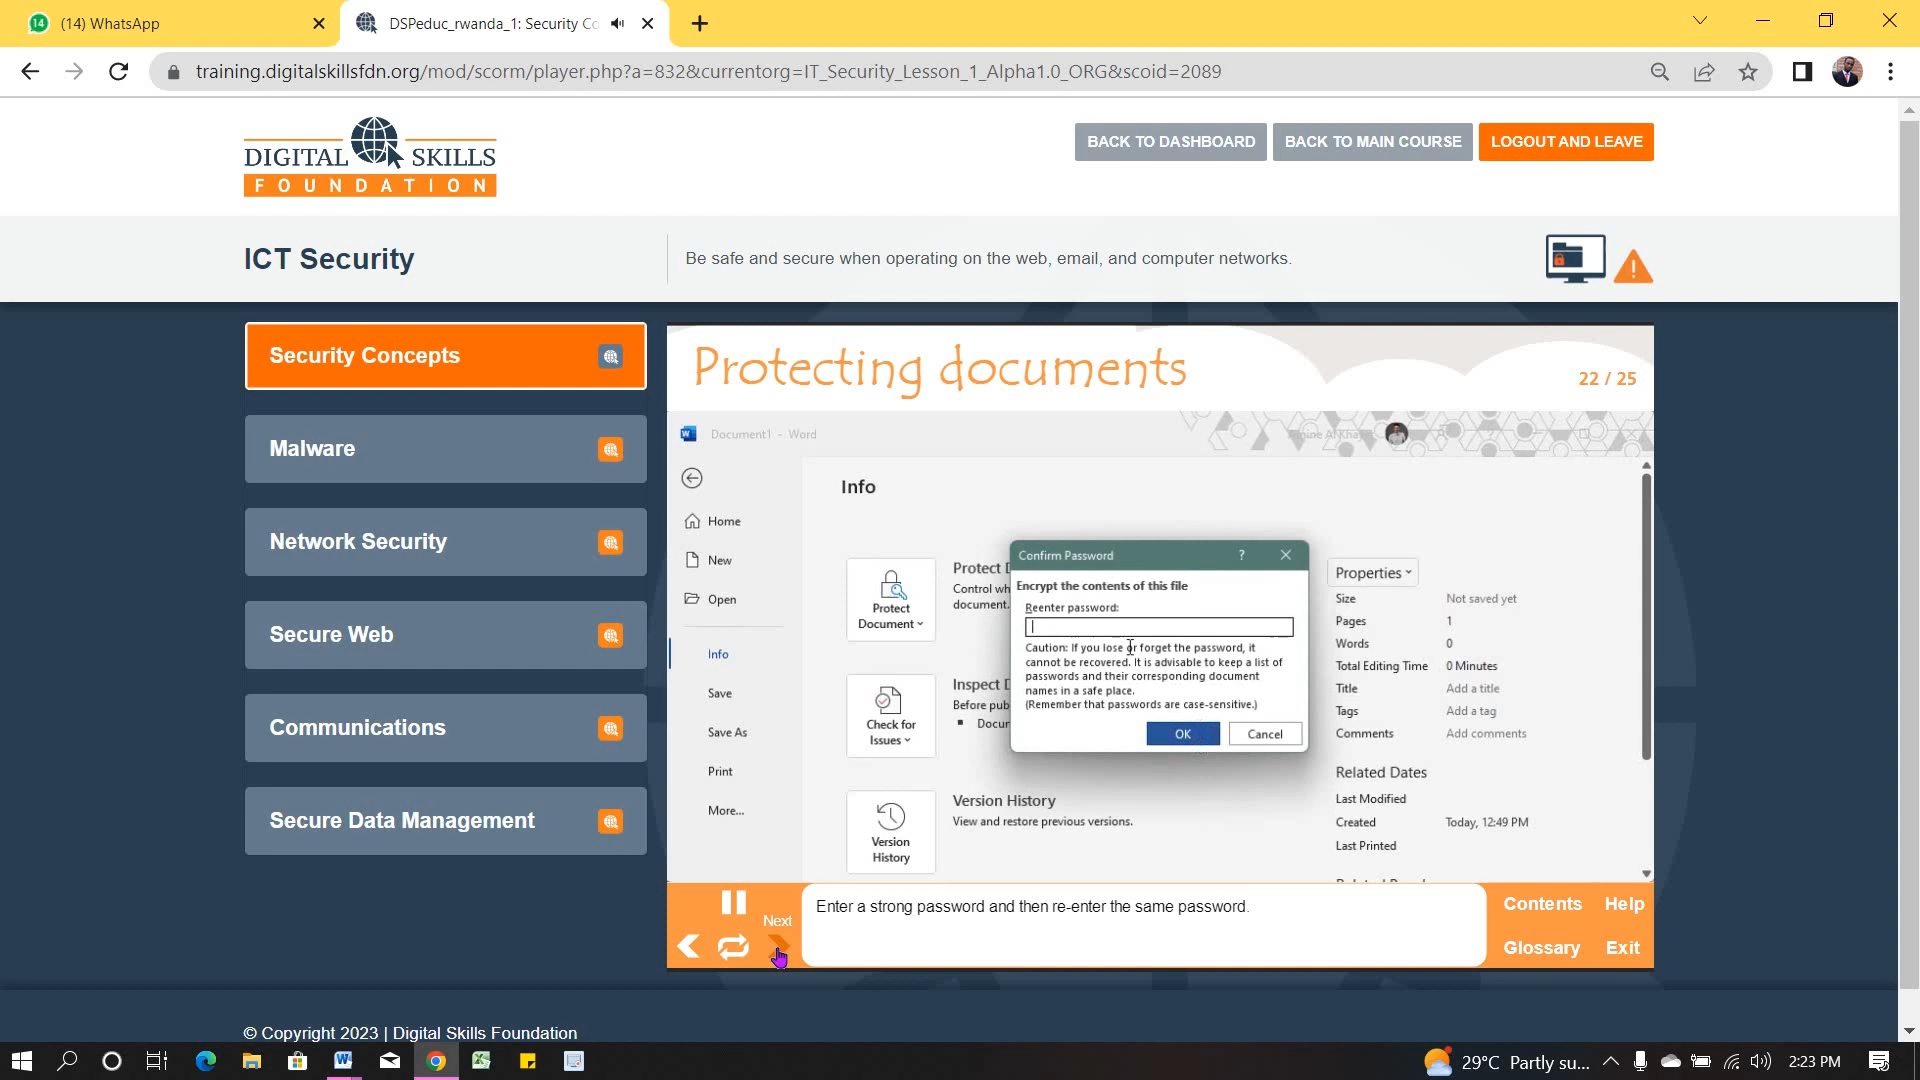 14
(14) WhatsApp
DSPeduc_rwanda_1: Security Co
training.digitalskillsfdn.org/mod/scorm/player.php?a=832&currentorg=IT_Security_Lesson_1_Alpha1.0_ORG&scoid=2089
DIGITAL SKILLS
FOUNDATION
BACK TO DASHBOARD
BACK TO MAIN COURSE
LOGOUT AND LEAVE
ICT Security
Be safe and secure when operating on the web, email, and computer networks.
Security Concepts
Malware
Network Security
Secure Web
Communications
Secure Data Management
Protecting documents
22 / 25
Document1 - Word
Info
Home
New
Open
Info
Save
Save As
Print
More...
Protect
Document
Protect D
Control wh
document.
Check for
Issues
Inspect D
Before pub
Docur
Version
History
Version History
View and restore previous versions.
Confirm Password
?
Encrypt the contents of this file
Reenter password:
Caution: If you lose or forget the password, it
cannot be recovered. It is advisable to keep a list of
passwords and their corresponding document
names in a safe place.
(Remember that passwords are case-sensitive.)
OK
Cancel
Properties
Size Not saved yet
Pages 1
Words 0
Total Editing Time 0 Minutes
Title Add a title
Tags Add a tag
Comments Add comments
Related Dates
Last Modified
Created Today, 12:49 PM
Last Printed
Next
Enter a strong password and then re-enter the same password.
Contents
Help
Glossary
Exit
© Copyright 2023 | Digital Skills Foundation
29°C Partly su...
2:23 PM